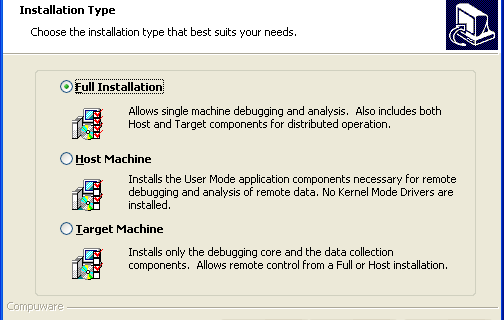 Installation Type
Choose the installation type that best suits your needs.
Full Installation
Allows single machine debugging and analysis.  Also includes both
Host and Target components for distributed operation.
Host Machine
Installs the User Mode application components necessary for remote
debugging and analysis of remote data. No Kernel Mode Drivers are
installed.
Target Machine
Installs only the debugging core and the data collection
components.  Allows remote control from a Full or Host installation.
Compuware